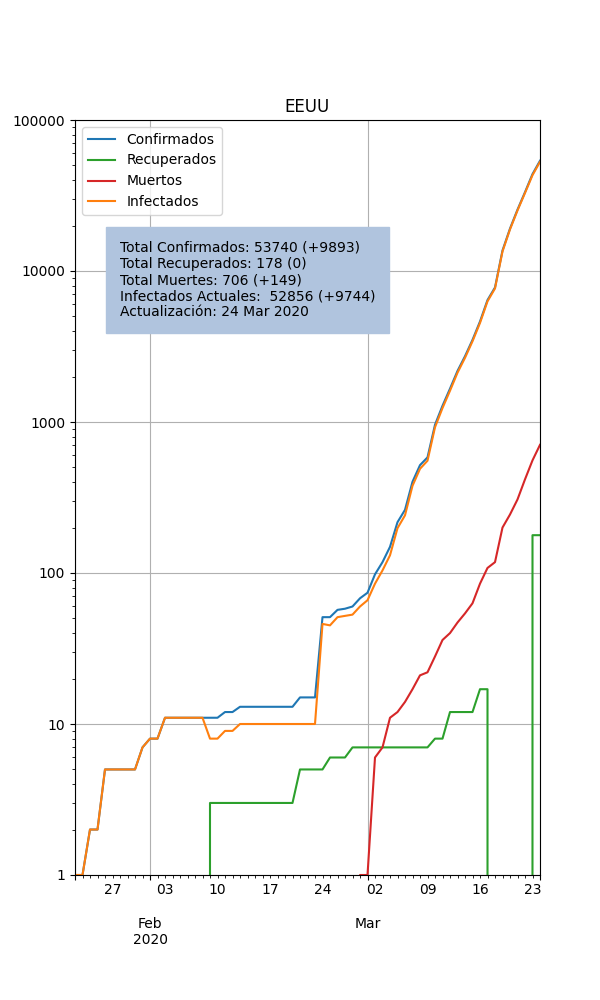 EEUU
100000
10000
1000
100
10
1
Confirmados
Recuperados
Muertos
Infectados
Total Confirmados: 53740 (+9893)
Total Recuperados: 178 (0)
Total Muertes: 706 (+149)
Infectados Actuales:  52856 (+9744)
Actualización: 24 Mar 2020
27 03 10 17 24 02 09 16 23
Feb Mar
2020